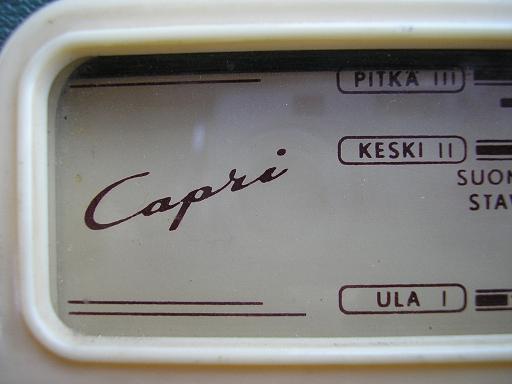 PITKÄ III
KESKI II
Capri
ULA I